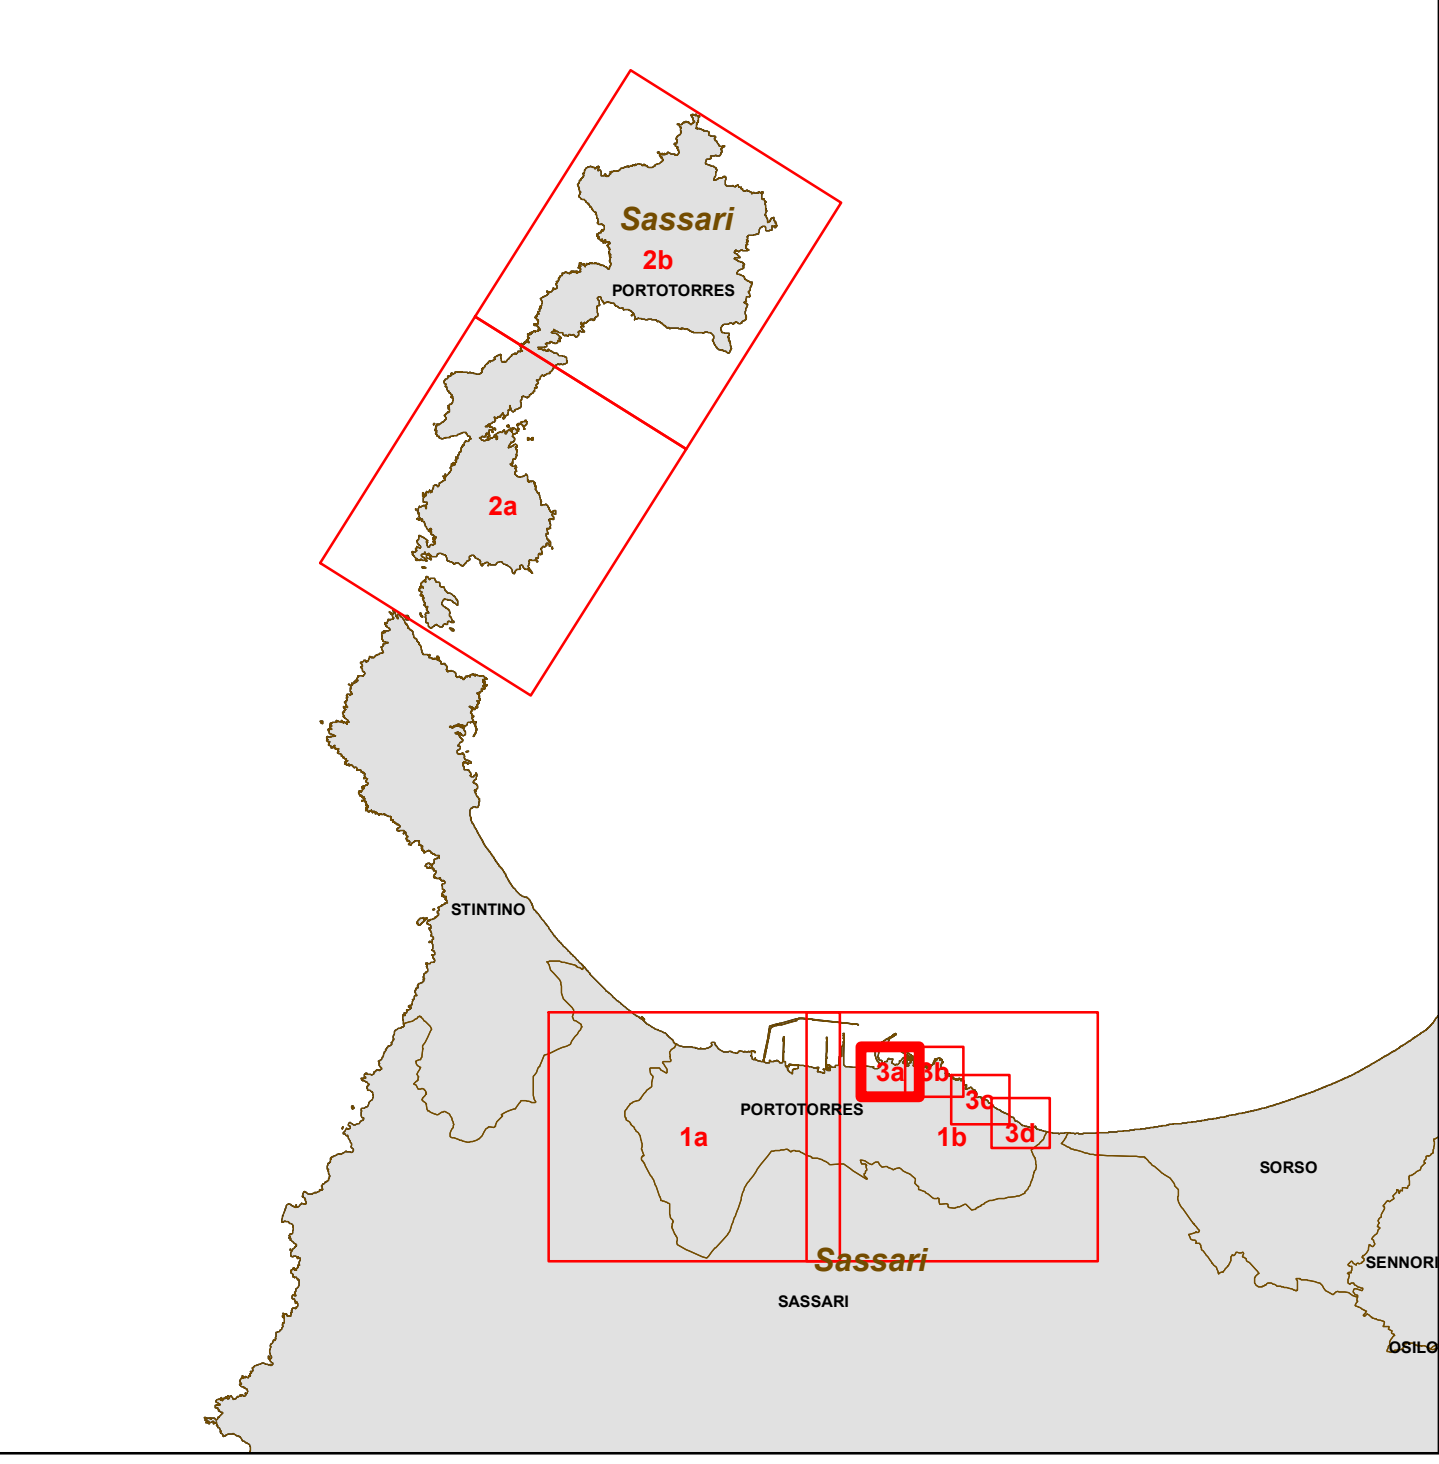 Sassari
2b
PORTOTORRES
2a
STINTINO
3a
3b
3c
PORTOTORRES
1a
1b
3d
SORSO
Sassari
SENNORI
SASSARI
OSILO